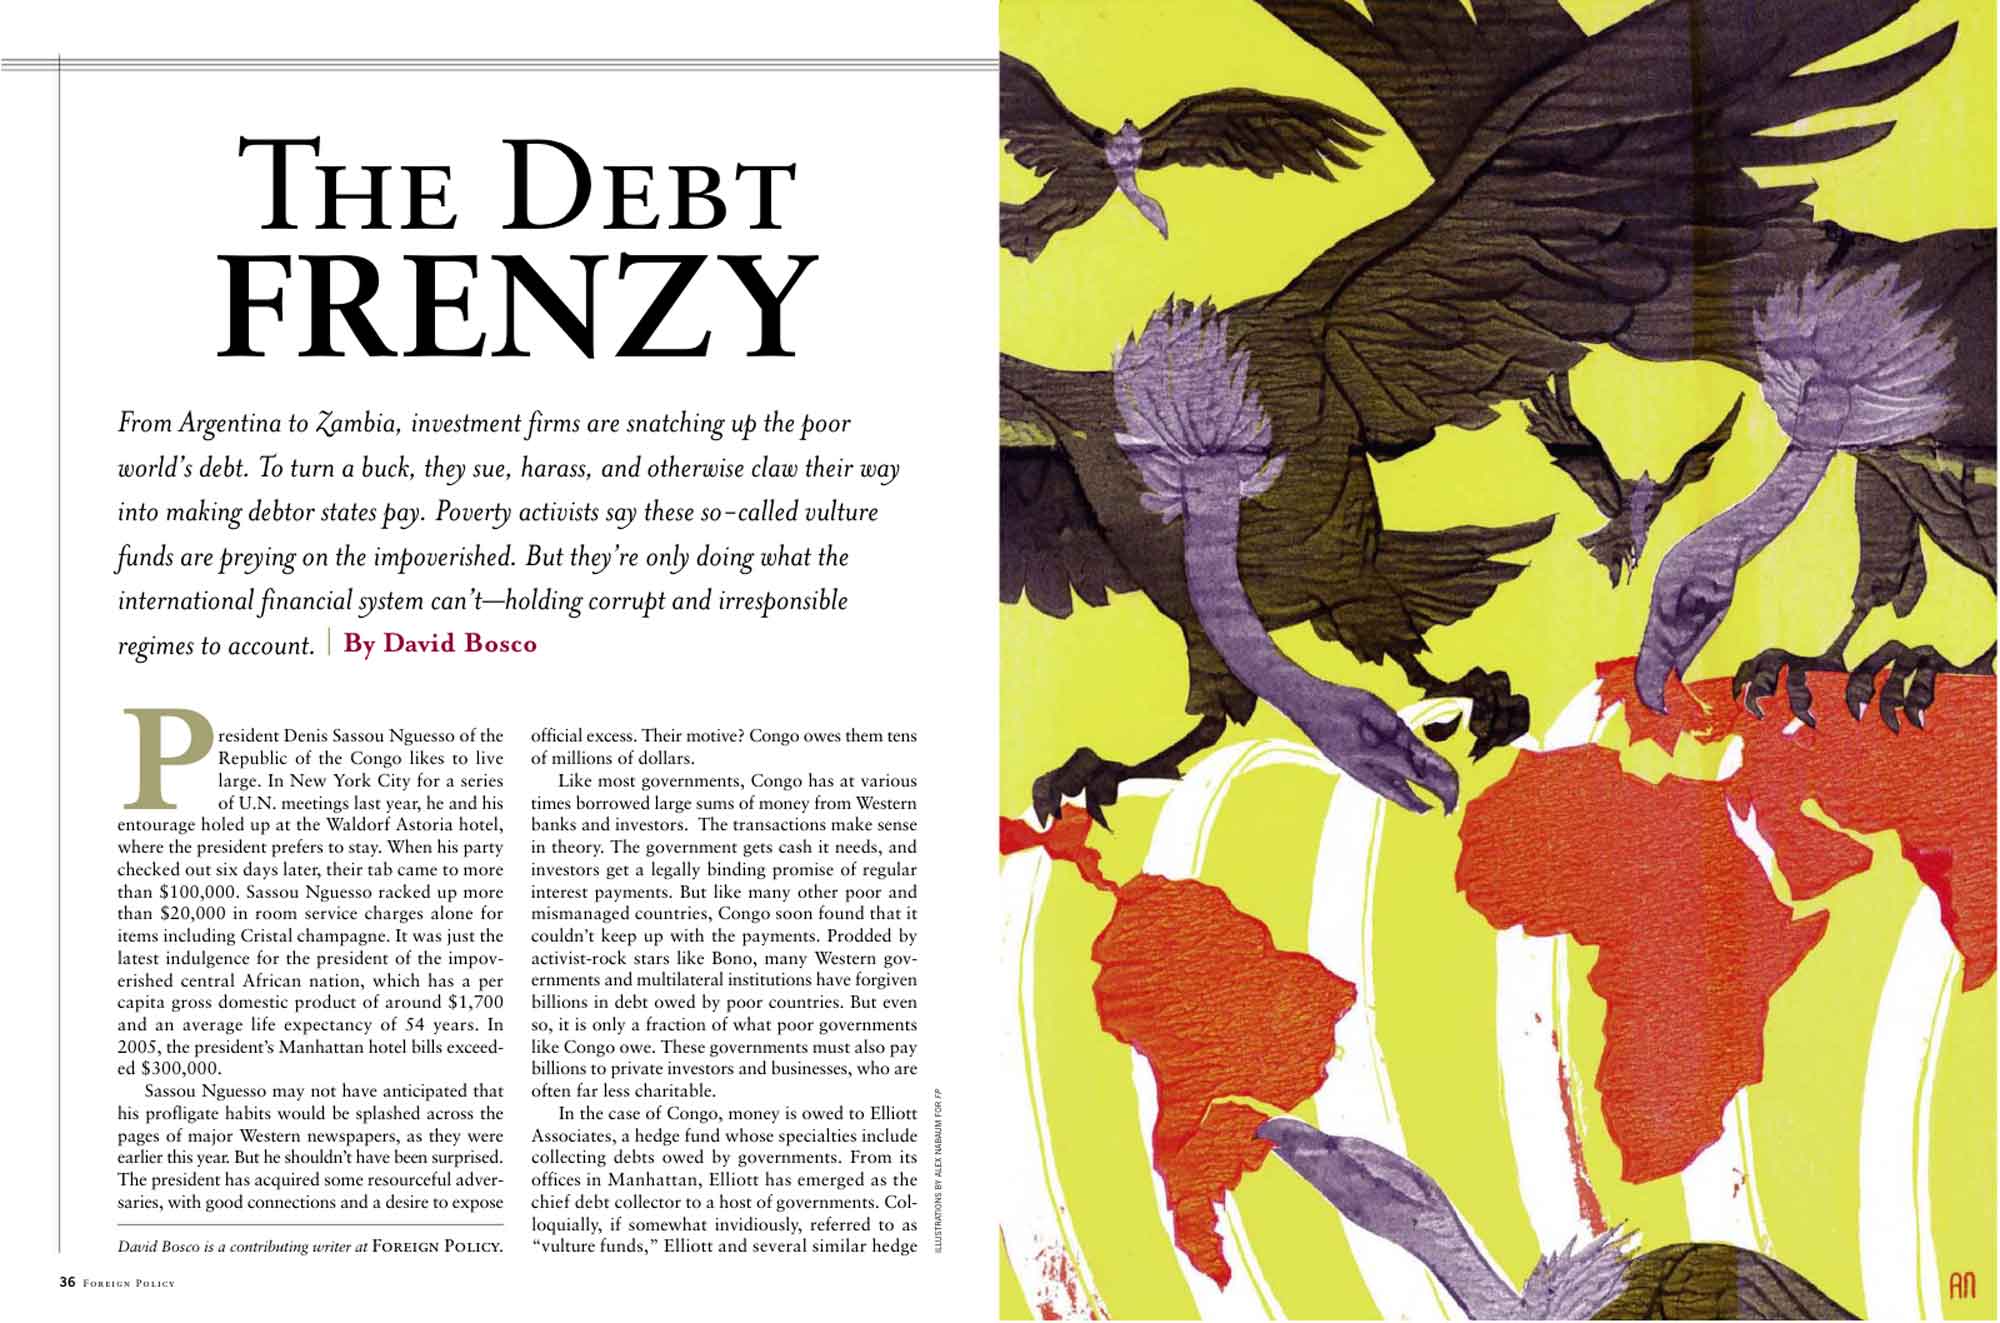 THE DEBT
FRENZY
From Argentina to Zambia, investment firms are snatching up the poor
world's debt. To turn a buck, they sue, harass, and otherwise claw their way
into making debtor states pay. Poverty activists say these so-called vulture
funds are preying on the impoverished. But they're only doing what the
international financial system can't—holding corrupt and irresponsible
regimes to account. | By David Bosco
President Denis Sassou Nguesso of the
Republic of the Congo likes to live
large. In New York City for a series
of U.N. meetings last year, he and his
entourage holed up at the Waldorf Astoria hotel,
where the president prefers to stay. When his party
checked out six days later, their tab came to more
than $100,000. Sassou Nguesso racked up more
than $20,000 in room service charges alone for
items including Cristal champagne. It was just the
latest indulgence for the president of the impov-
erished central African nation, which has a per
capita gross domestic product of around $1,700
and an average life expectancy of 54 years. In
2005, the president's Manhattan hotel bills exceed-
ed $300,000.
Sassou Nguesso may not have anticipated that
his profligate habits would be splashed across the
pages of major Western newspapers, as they were
earlier this year. But he shouldn't have been surprised.
The president has acquired some resourceful adver-
saries, with good connections and a desire to expose
David Bosco is a contributing writer at FOREIGN POLICY.
official excess. Their motive? Congo owes them tens
of millions of dollars.
Like most governments, Congo has at various
times borrowed large sums of money from Western
banks and investors. The transactions make sense
in theory. The government gets cash it needs, and
investors get a legally binding promise of regular
interest payments. But like many other poor and
mismanaged countries, Congo soon found that it
couldn't keep up with the payments. Prodded by
activist-rock stars like Bono, many Western gov-
ernments and multilateral institutions have forgiven
billions in debt owed by poor countries. But even
so, it is only a fraction of what poor governments
like Congo owe. These governments must also pay
billions to private investors and businesses, who are
often far less charitable.
In the case of Congo, money is owed to Elliott
Associates, a hedge fund whose specialties include
collecting debts owed by governments. From its
offices in Manhattan, Elliott has emerged as the
chief debt collector to a host of governments. Col-
loquially, if somewhat invidiously, referred to as
“vulture funds,” Elliott and several similar hedge
ILLUSTRATIONS BY ALEX NABAUM FOR FP
36 FOREIGN POLICY
AN